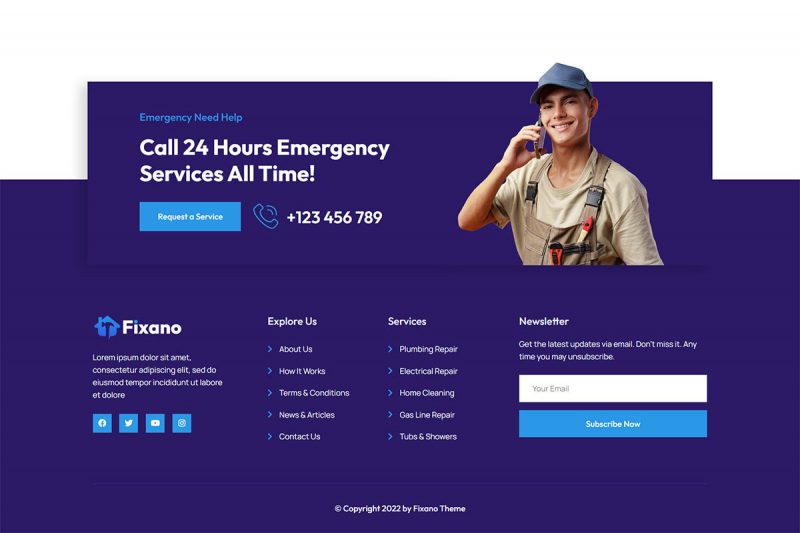 Emergency Need Help
Call 24 Hours Emergency
Services All Time!
Request a Service
+123 456 789
Fixano
Lorem ipsum dolor sit amet,
consectetur adipiscing elit, sed do
eiusmod tempor incididunt ut labore
et dolore
Explore Us
About Us
How It Works
Terms & Conditions
News & Articles
Contact Us
Services
Plumbing Repair
Electrical Repair
Home Cleaning
Gas Line Repair
Tubs & Showers
Newsletter
Get the latest updates via email. Don't miss it. Any
time you may unsubscribe.
Your Email
Subscribe Now
© Copyright 2022 by Fixano Theme